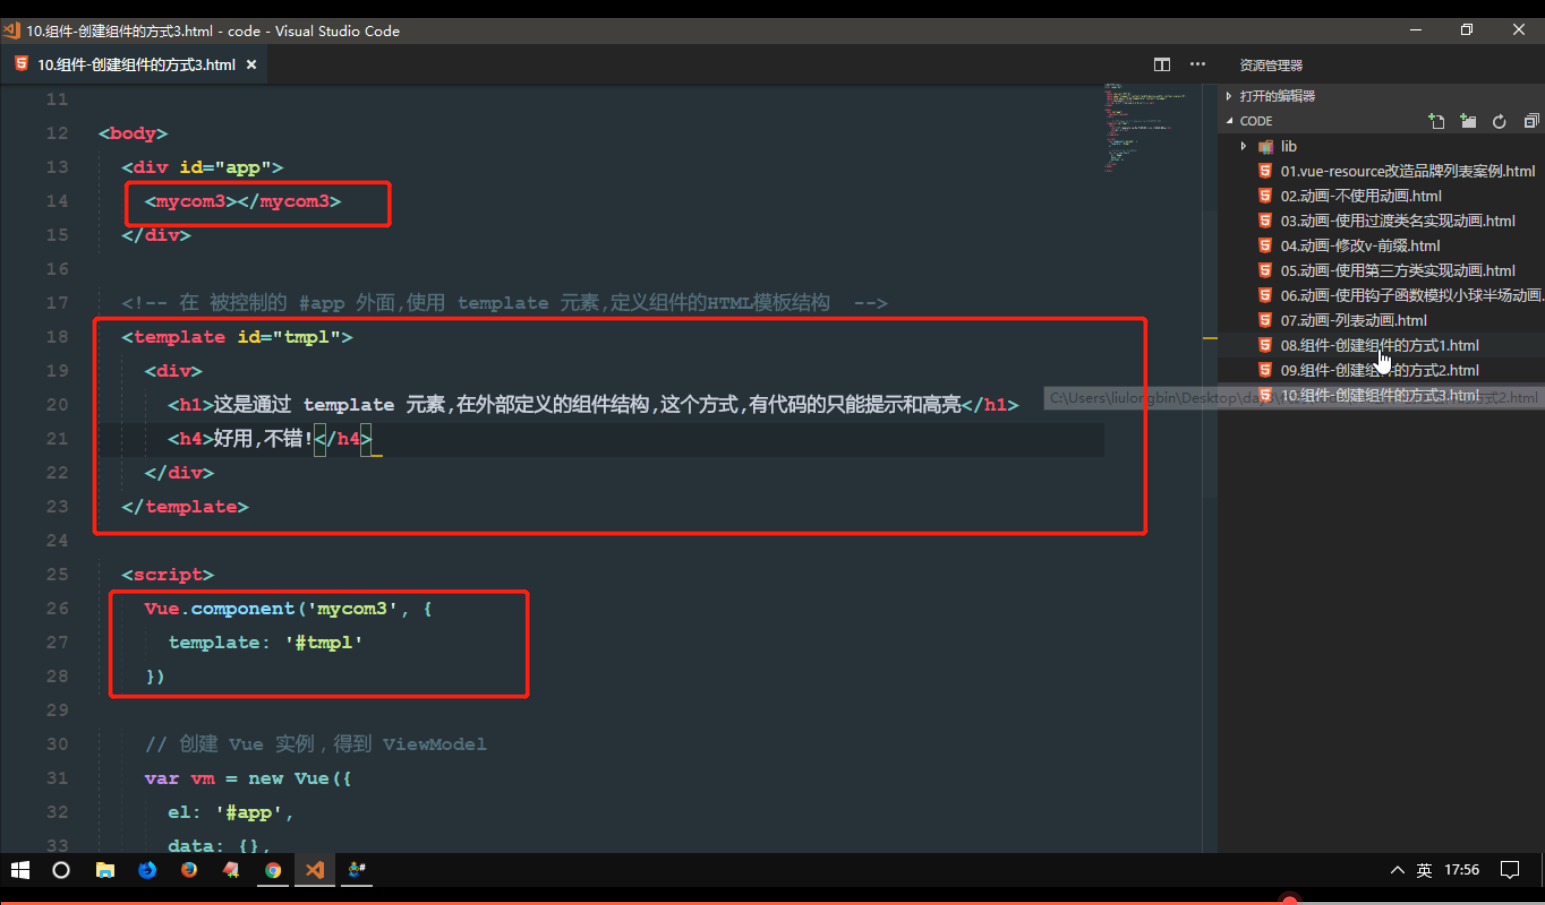 10.组件-创建组件的方式3.html - code - Visual Studio Code
10.组件-创建组件的方式3.html
资源管理器
打开的编辑器
CODE
lib
01.vue-resource改造品牌列表案例.html
02.动画-不使用动画.html
03.动画-使用过渡类名实现动画.html
04.动画-修改v-前缀.html
05.动画-使用第三方类实现动画.html
06.动画-使用钩子函数模拟小球半场动画.
07.动画-列表动画.html
08.组件-创建组件的方式1.html
09.组件-创建组件的方式2.html
10.组件-创建组件的方式3.html
C:\Users\liulongbin\Desktop\da
方式2.html
11
12 <body>
13 <div id="app">
14 <mycom3></mycom3>
15 </div>
16
17 <!-- 在 被控制的 #app 外面,使用 template 元素,定义组件的HTML模板结构 -->
18 <template id="tmpl">
19 <div>
20 <h1>这是通过 template 元素,在外部定义的组件结构,这个方式,有代码的只能提示和高亮</h1>
21 <h4>好用,不错!</h4>
22 </div>
23 </template>
24
25 <script>
26 Vue.component('mycom3', {
27 template: '#tmpl'
28 })
29
30 // 创建 Vue 实例，得到 ViewModel
31 var vm = new Vue({
32 el: '#app',
33 data: {},
英 17:56